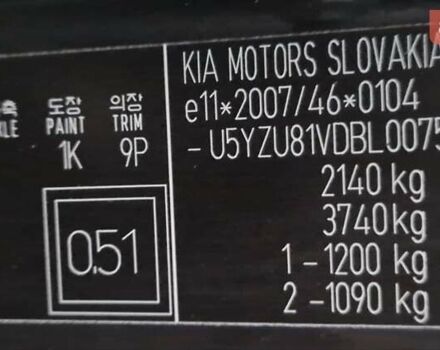 KIA MOTORS SLOVAKIA
e11*2007/46*0104
도장 의장
PAINT TRIM
1K 9P
-U5YZU81VDBL0075
2140 kg
3740 kg
1-1200 kg
2-1090 kg
0.51